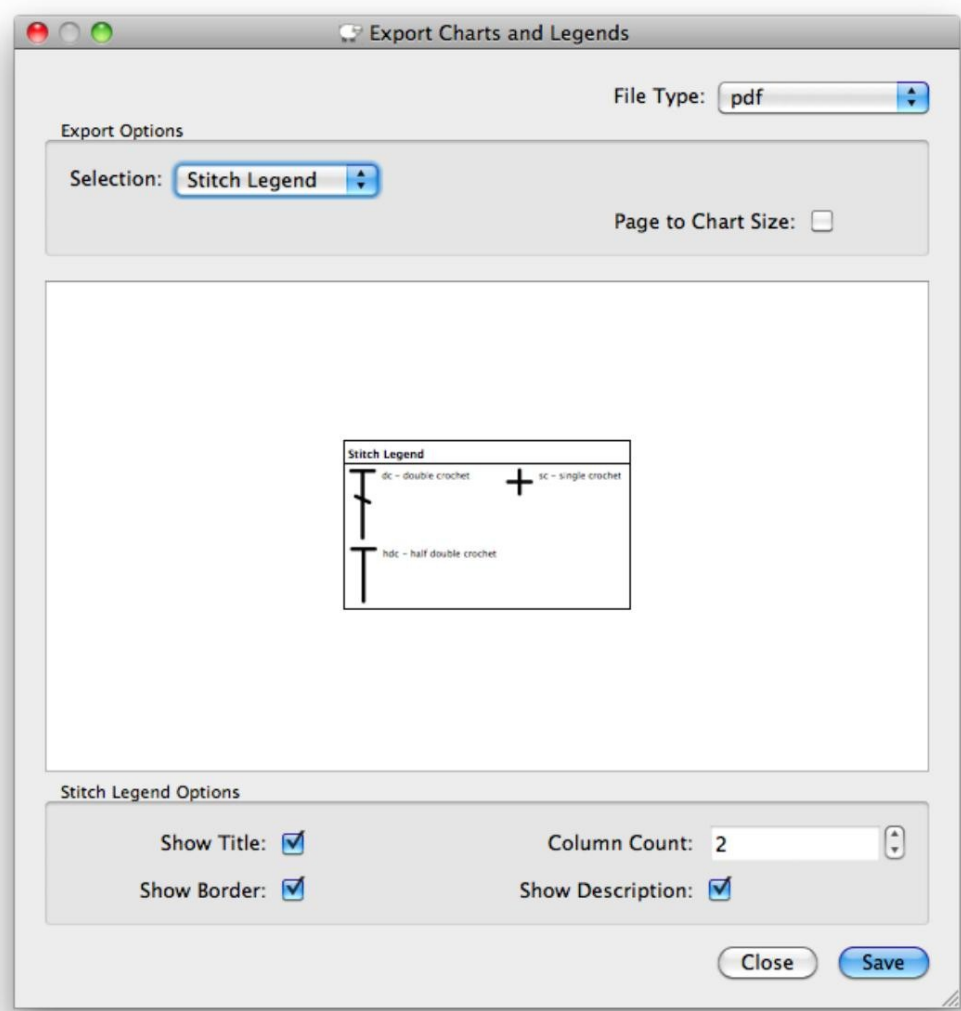 Export Charts and Legends
File Type: pdf
Export Options
Selection: Stitch Legend
Page to Chart Size:
Stitch Legend
dc – double crochet sc – single crochet
hdc – half double crochet
Stitch Legend Options
Show Title: Column Count: 2
Show Border: Show Description:
Close Save